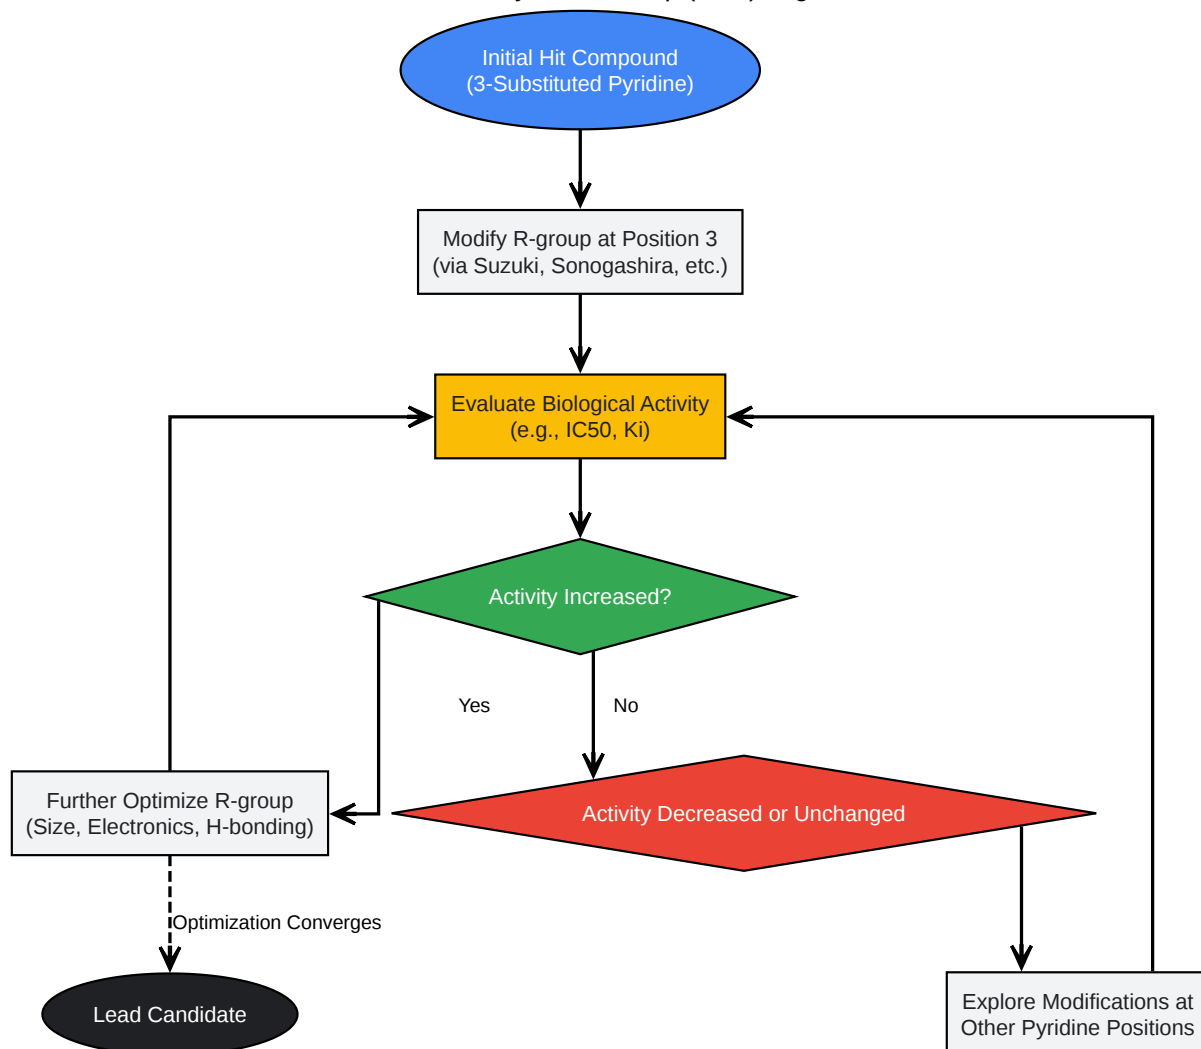 Initial Hit Compound
(3-Substituted Pyridine)
Modify R-group at Position 3
(via Suzuki, Sonogashira, etc.)
Evaluate Biological Activity
(e.g., IC50, Ki)
Activity Increased?
Yes
No
Further Optimize R-group
(Size, Electronics, H-bonding)
Activity Decreased or Unchanged
Optimization Converges
Lead Candidate
Explore Modifications at
Other Pyridine Positions